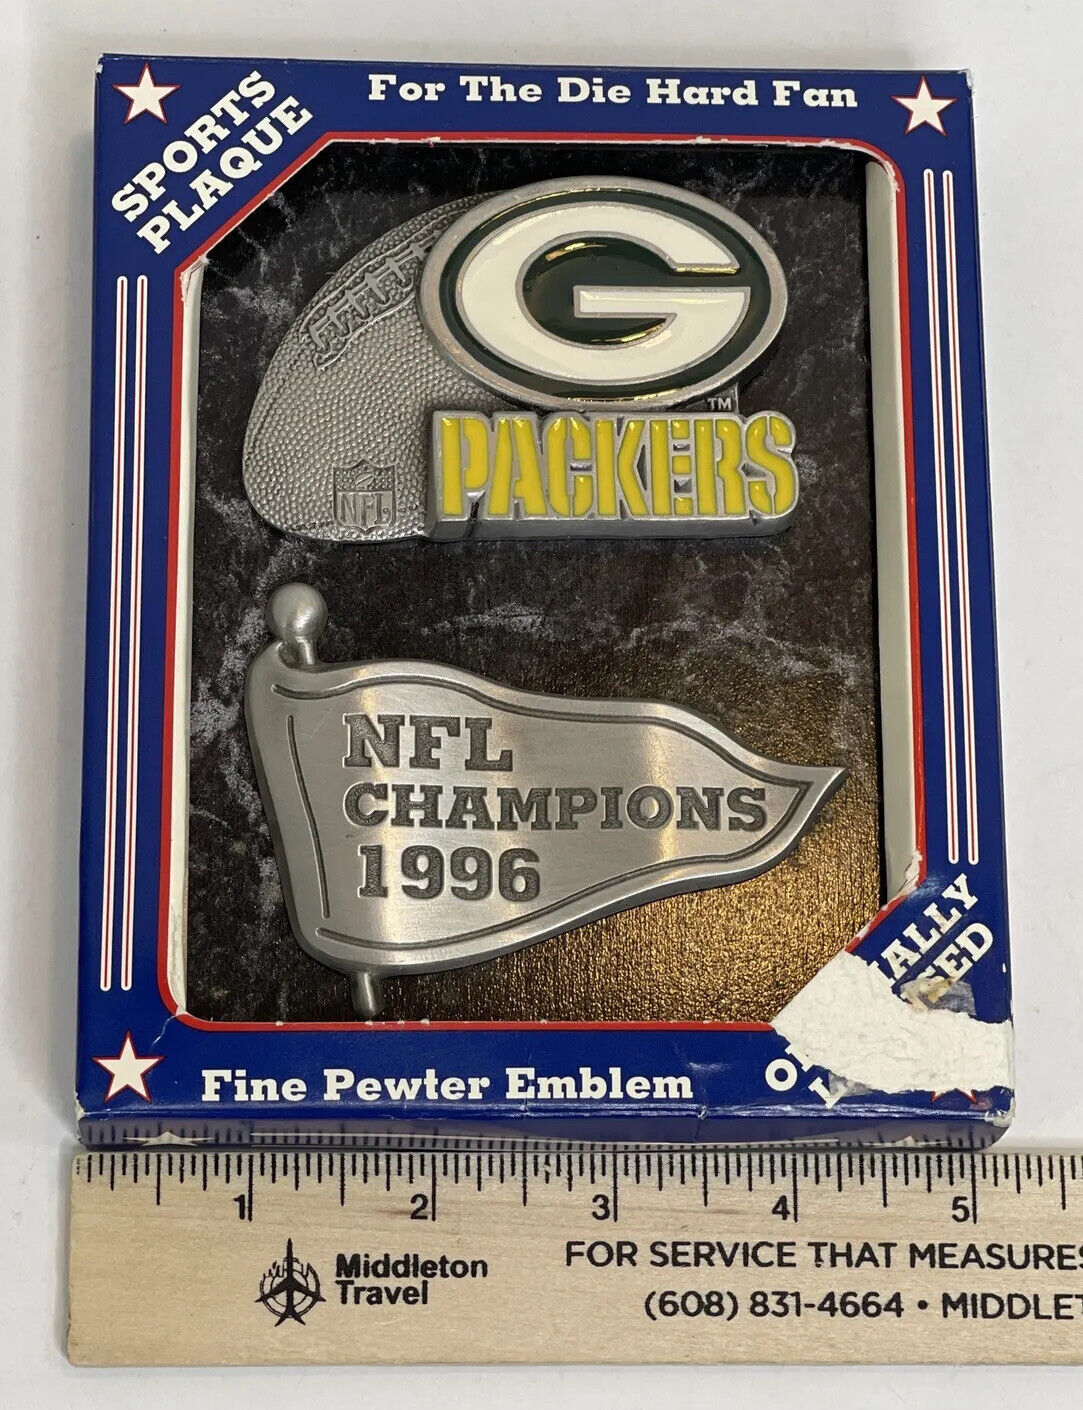 For The Die Hard Fan
SPORTS
PLAQUE
G
TM
PACKERS
NFL
NFL
CHAMPIONS
1996
Fine Pewter Emblem
1 2 3 4 5
Middleton
Travel
FOR SERVICE THAT MEASURES
(608) 831-4664 •